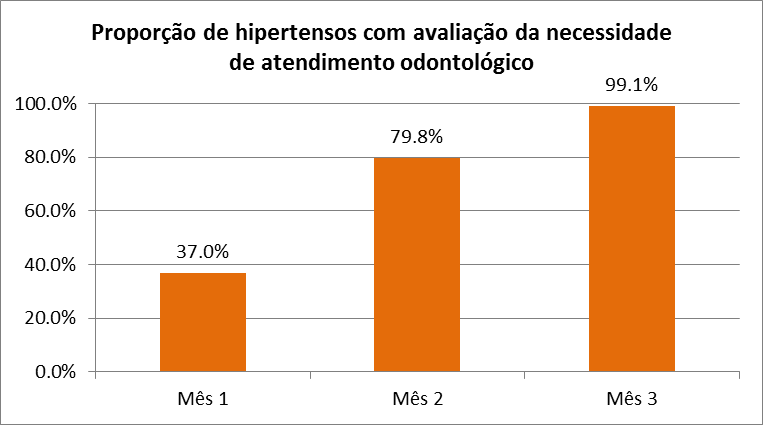 Proporção de hipertensos com avaliação da necessidade
de atendimento odontológico
99.1%
100.0%
79.8%
80.0%
60.0%
37.0%
40.0%
20.0%
0.0%
Mês 1
Mês 2
Mês 3